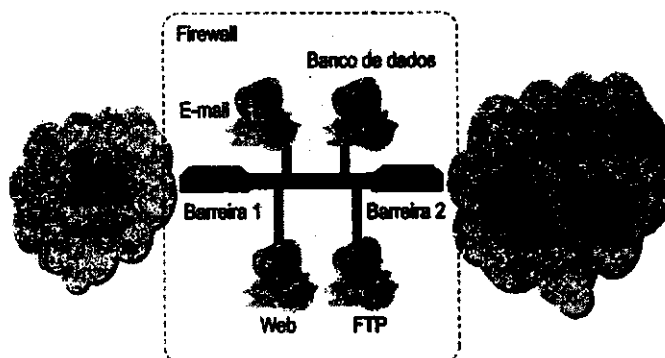 Firewall
Banco de dados
E-mail
Barreira 1
Barreira 2
Web
FTP